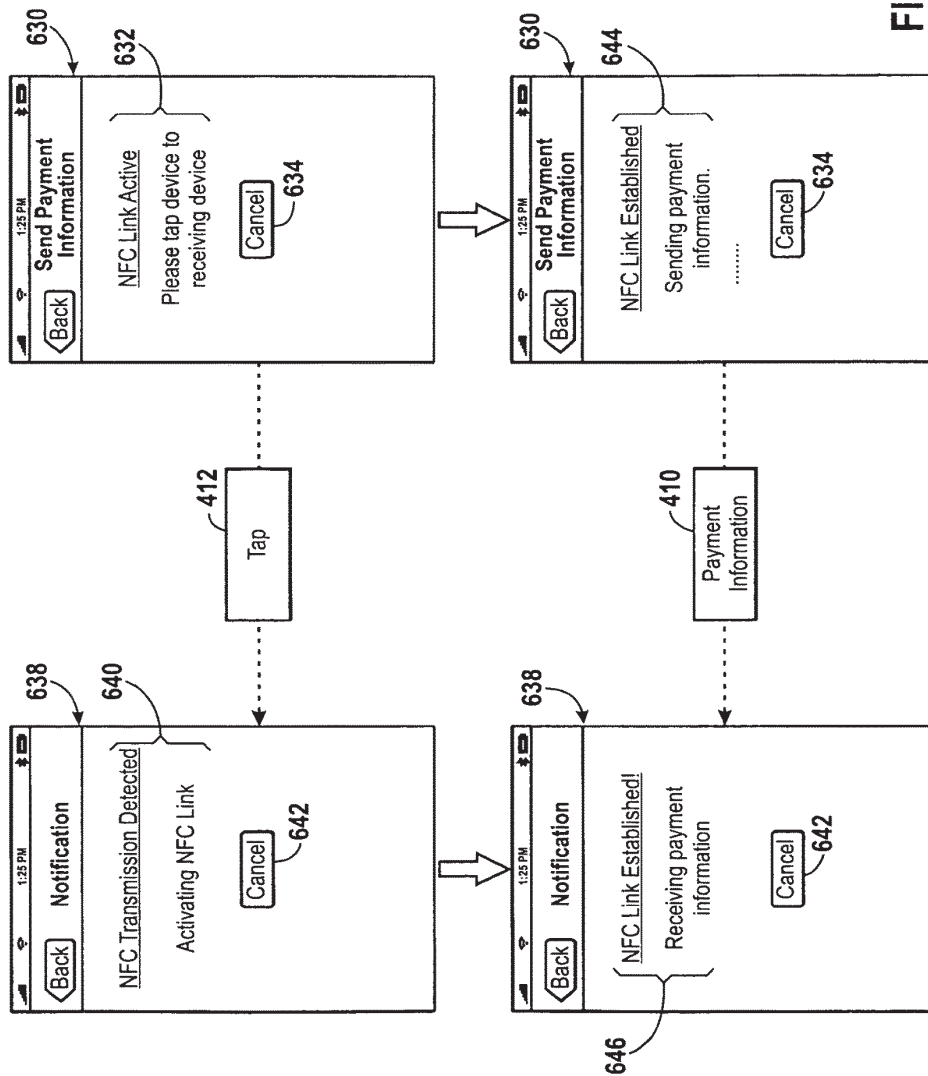 1:25 PM
Back
Notification
638
NFC Transmission Detected
Activating NFC Link
640
Cancel
642
412
Tap
1:25 PM
Back
Send Payment
Information
630
NFC Link Active
Please tap device to
receiving device
632
Cancel
634
1:25 PM
Back
Notification
638
646
NFC Link Established!
Receiving payment
information
Cancel
642
410
Payment
Information
1:25 PM
Back
Send Payment
Information
630
NFC Link Established
Sending payment
information.
........
644
Cancel
634
FI